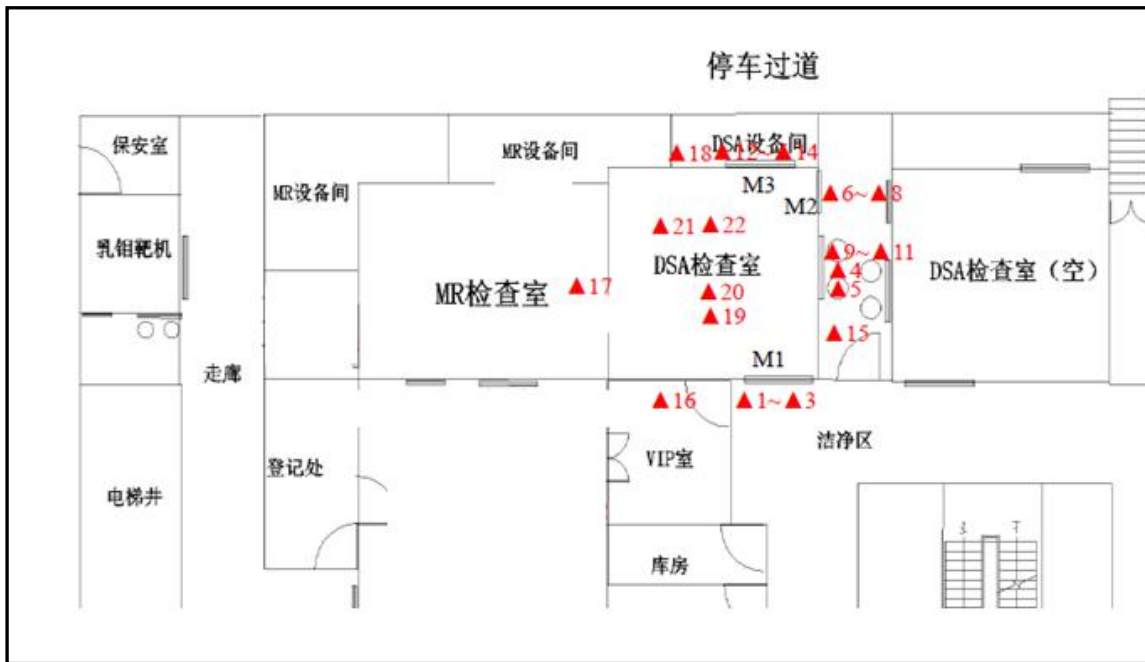 停车过道
保安室
MR设备间
DSA设备间
▲18 ▲12~▲14
M3
MR设备间
M2
▲6~▲8
▲21 ▲22
乳钼靶机
DSA检查室
▲9~▲11
▲4
DSA检查室（空）
MR检查室
▲17
▲20
▲5
▲19
▲15
走廊
M1
▲16
▲1~▲3
洁净区
VIP室
登记处
电梯井
库房
上 下